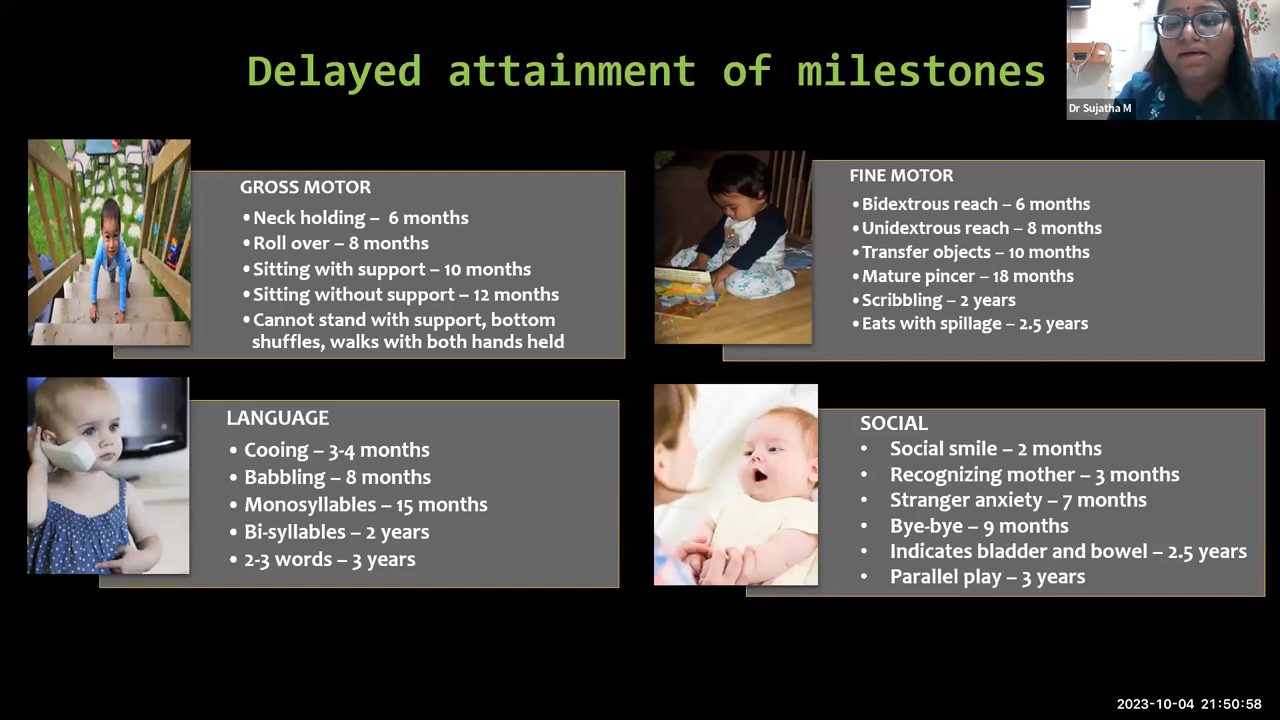 Delayed attainment of milestones
Dr Sujatha M
GROSS MOTOR
•Neck holding – 6 months
•Roll over – 8 months
•Sitting with support – 10 months
•Sitting without support – 12 months
•Cannot stand with support, bottom
shuffles, walks with both hands held
FINE MOTOR
•Bidextrous reach – 6 months
•Unidextrous reach – 8 months
•Transfer objects – 10 months
•Mature pincer – 18 months
•Scribbling – 2 years
•Eats with spillage – 2.5 years
LANGUAGE
• Cooing – 3-4 months
• Babbling – 8 months
• Monosyllables – 15 months
• Bi-syllables – 2 years
• 2-3 words – 3 years
SOCIAL
• Social smile – 2 months
• Recognizing mother – 3 months
• Stranger anxiety – 7 months
• Bye-bye – 9 months
• Indicates bladder and bowel – 2.5 years
• Parallel play – 3 years
2023-10-04 21:50:58